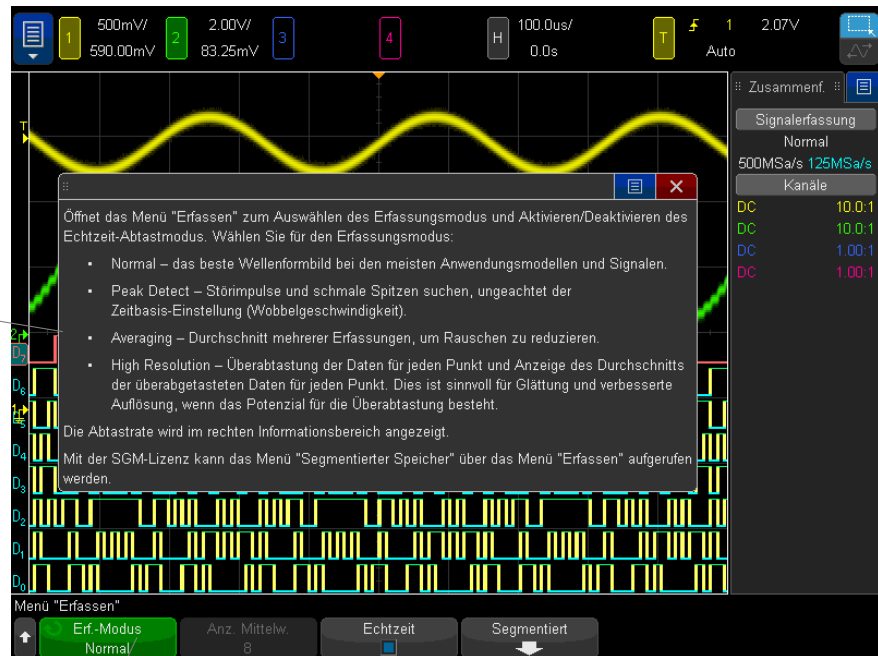 1 500mV/ 2 2.00V/ 3 4 H 100.0us/ T 1 2.07V
590.00mV 83.25mV 0.0s Auto
Zusammenf.
Signalerfassung
Normal
500MSa/s 125MSa/s
Kanäle
DC 10.0:1
DC 10.0:1
DC 1.00:1
DC 1.00:1
T
Öffnet das Menü "Erfassen" zum Auswählen des Erfassungsmodus und Aktivieren/Deaktivieren des
Echtzeit-Abtastmodus. Wählen Sie für den Erfassungsmodus:
▪ Normal – das beste Wellenformbild bei den meisten Anwendungsmodellen und Signalen.
▪ Peak Detect – Störimpulse und schmale Spitzen suchen, ungeachtet der
Zeitbasis-Einstellung (Wobbelgeschwindigkeit).
▪ Averaging – Durchschnitt mehrerer Erfassungen, um Rauschen zu reduzieren.
▪ High Resolution – Überabtastung der Daten für jeden Punkt und Anzeige des Durchschnitts
der überabgetasteten Daten für jeden Punkt. Dies ist sinnvoll für Glättung und verbesserte
Auflösung, wenn das Potenzial für die Überabtastung besteht.
Die Abtastrate wird im rechten Informationsbereich angezeigt.
Mit der SGM-Lizenz kann das Menü "Segmentierter Speicher" über das Menü "Erfassen" aufgerufen
werden.
2
D7
D6
1
D4
D3
D2
D1
D0
Menü "Erfassen"
Erf.-Modus Anz. Mittelw. Echtzeit Segmentiert
Normal 8